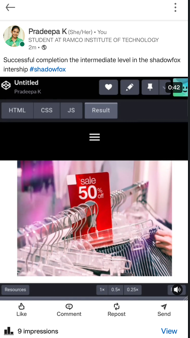 Pradeepa K (She/Her) • You
STUDENT AT RAMCO INSTITUTE OF TECHNOLOGY
2m •
Successful completion the intermediate level in the shadowfox
intership #shadowfox
Untitled
Pradeepa K
0:42
HTML CSS JS Result
sale
50%
off
Resources 1× 0.5× 0.25×
Like Comment Repost Send
9 impressions View